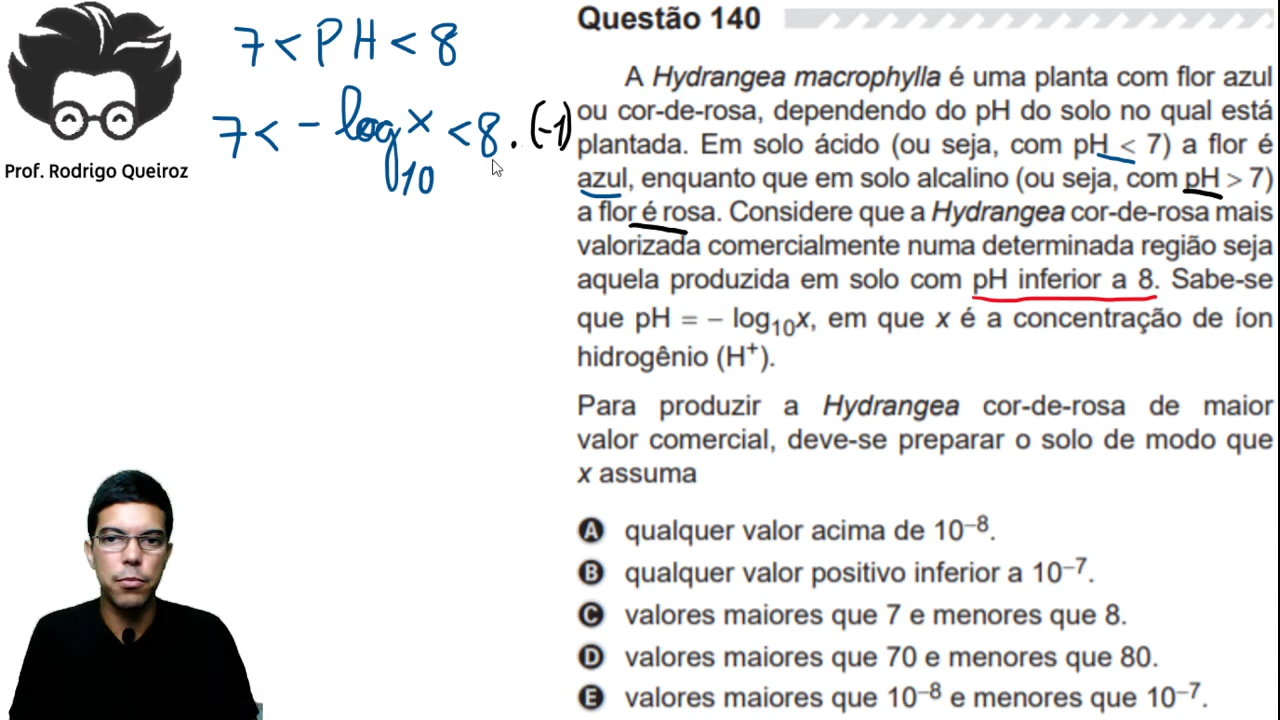 Prof. Rodrigo Queiroz
7 < PH < 8
7 < - log₁₀ x < 8 . (-1)
Questão 140
A Hydrangea macrophylla é uma planta com flor azul
ou cor-de-rosa, dependendo do pH do solo no qual está
plantada. Em solo ácido (ou seja, com pH < 7) a flor é
azul, enquanto que em solo alcalino (ou seja, com pH > 7)
a flor é rosa. Considere que a Hydrangea cor-de-rosa mais
valorizada comercialmente numa determinada região seja
aquela produzida em solo com pH inferior a 8. Sabe-se
que pH = – log₁₀x, em que x é a concentração de íon
hidrogênio (H⁺).
Para produzir a Hydrangea cor-de-rosa de maior
valor comercial, deve-se preparar o solo de modo que
x assuma
A qualquer valor acima de 10⁻⁸.
B qualquer valor positivo inferior a 10⁻⁷.
C valores maiores que 7 e menores que 8.
D valores maiores que 70 e menores que 80.
E valores maiores que 10⁻⁸ e menores que 10⁻⁷.